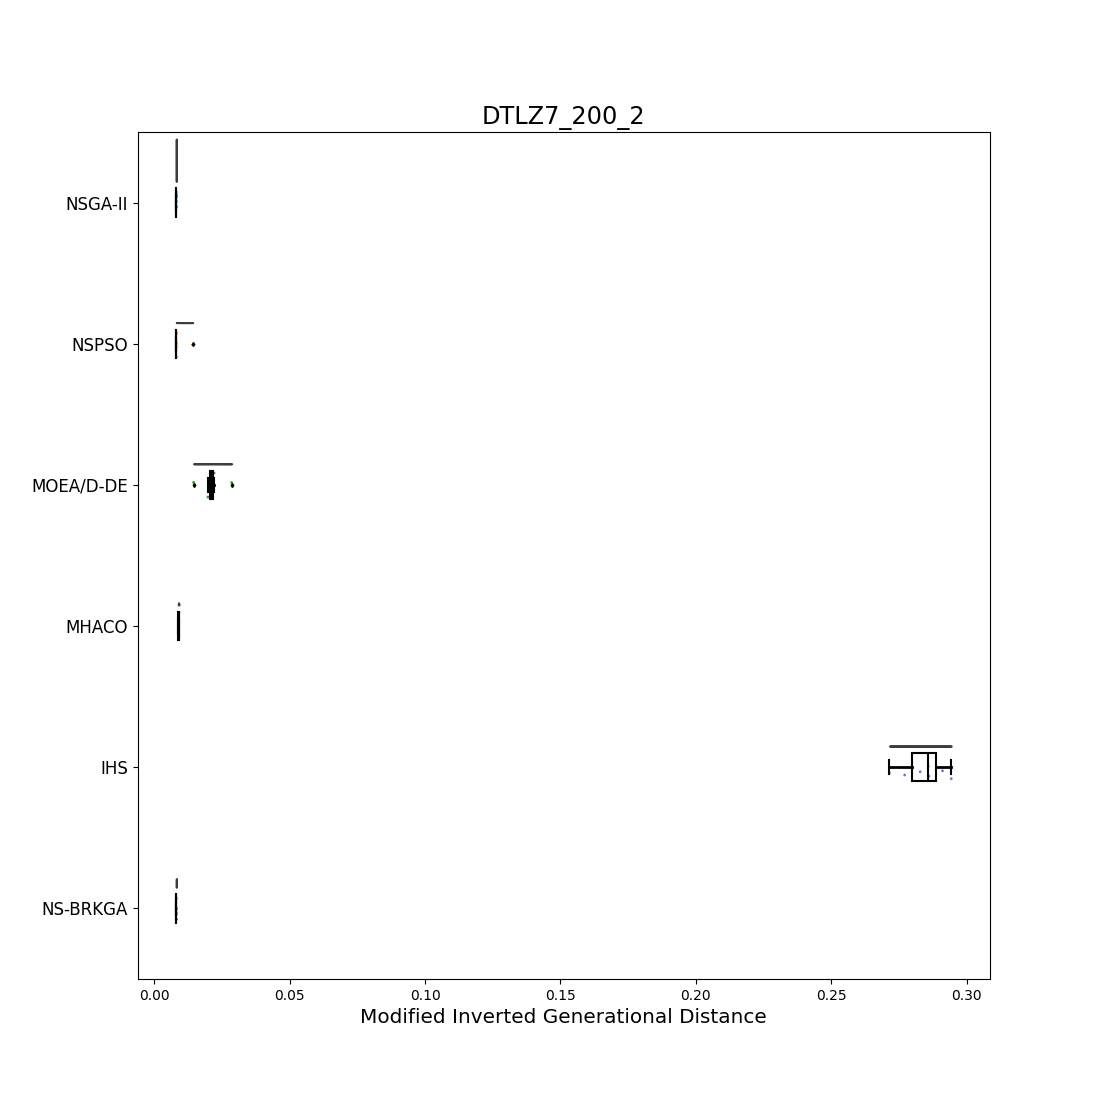 DTLZ7_200_2
NSGA-II
NSPSO
MOEA/D-DE
MHACO
IHS
NS-BRKGA
0.00 0.05 0.10 0.15 0.20 0.25 0.30
Modified Inverted Generational Distance